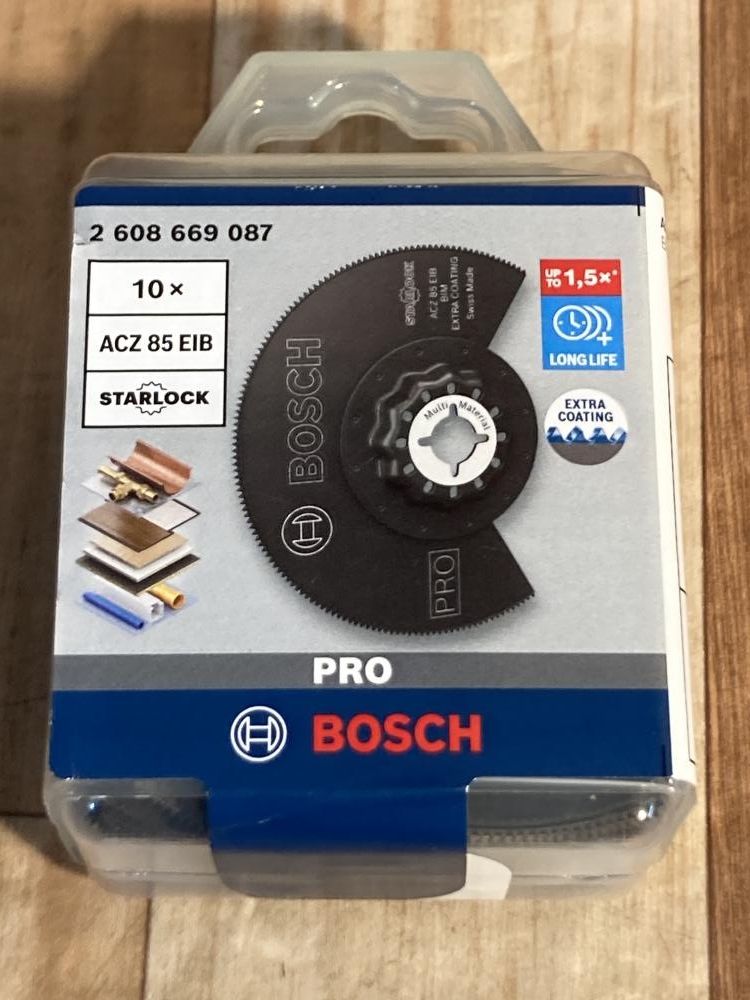 2 608 669 087
10 ×
ACZ 85 EIB
STARLOCK
STARLOCK
ACZ 85 EIB
BIM
EXTRA COATING
Swiss Made
BOSCH
Multi Material
PRO
UP TO 1,5×*
LONG LIFE
EXTRA
COATING
PRO
BOSCH